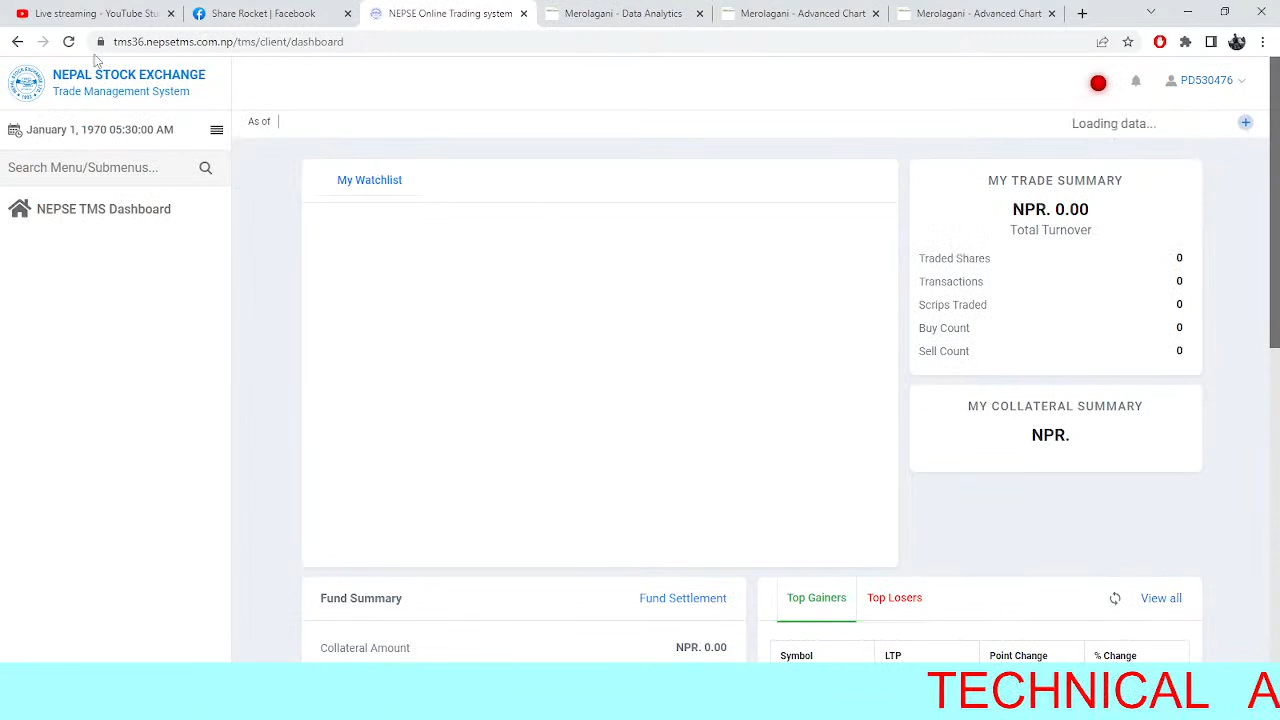 Live streaming - YouTube Stu
Share Rocket | Facebook
NEPSE Online Trading system
Merolagani - Data Analytics
Merolagani - Advanced Chart
Merolagani - Advanced Chart
tms36.nepsetms.com.np/tms/client/dashboard
NEPAL STOCK EXCHANGE
Trade Management System
PD530476
January 1, 1970 05:30:00 AM
As of
Loading data...
Search Menu/Submenus...
NEPSE TMS Dashboard
My Watchlist
MY TRADE SUMMARY
NPR. 0.00
Total Turnover
Traded Shares 0
Transactions 0
Scrips Traded 0
Buy Count 0
Sell Count 0
MY COLLATERAL SUMMARY
NPR.
Fund Summary
Fund Settlement
Collateral Amount NPR. 0.00
Top Gainers
Top Losers
View all
Symbol LTP Point Change % Change
TECHNICAL A